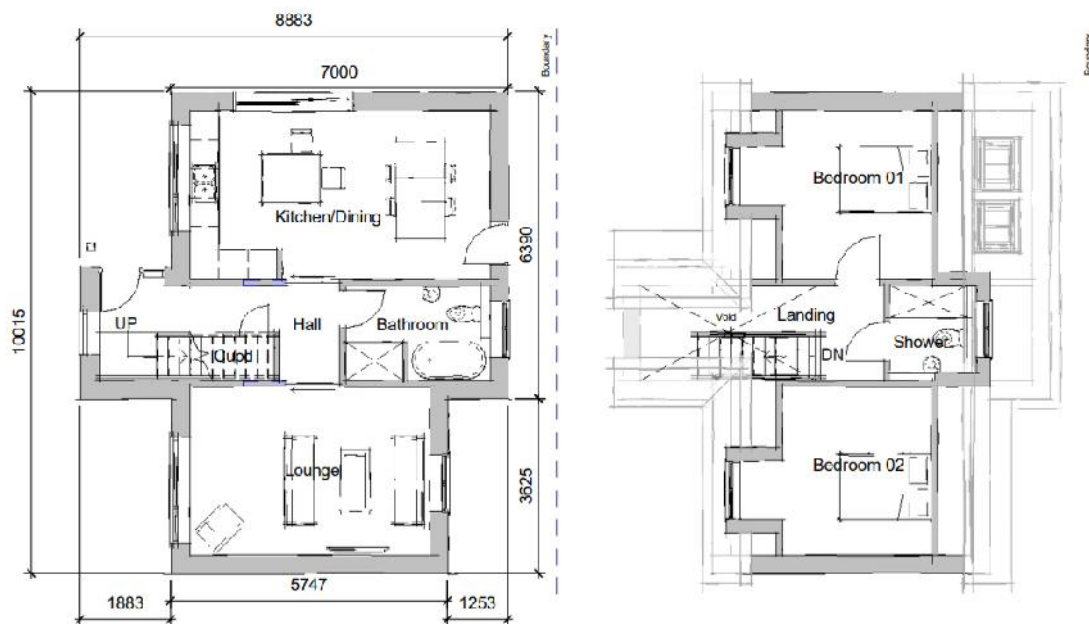 8883
Boundary
7000
Boundary
Bedroom 01
Kitchen/Dining
6390
10015
UP
Hall
Bathroom
Void
Landing
Cupd
DN
Shower
Lounge
Bedroom 02
3625
5747
1883
1253